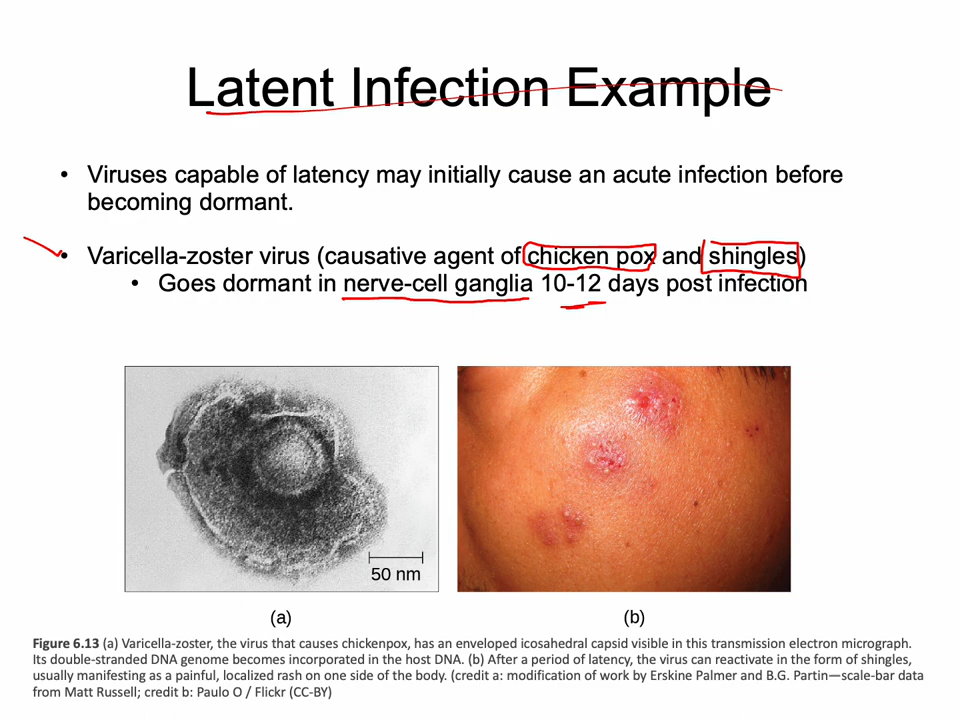 Latent Infection Example
• Viruses capable of latency may initially cause an acute infection before
becoming dormant.
• Varicella-zoster virus (causative agent of chicken pox and shingles)
• Goes dormant in nerve-cell ganglia 10-12 days post infection
50 nm
(a)
(b)
Figure 6.13 (a) Varicella-zoster, the virus that causes chickenpox, has an enveloped icosahedral capsid visible in this transmission electron micrograph.
Its double-stranded DNA genome becomes incorporated in the host DNA. (b) After a period of latency, the virus can reactivate in the form of shingles,
usually manifesting as a painful, localized rash on one side of the body. (credit a: modification of work by Erskine Palmer and B.G. Partin—scale-bar data
from Matt Russell; credit b: Paulo O / Flickr (CC-BY)